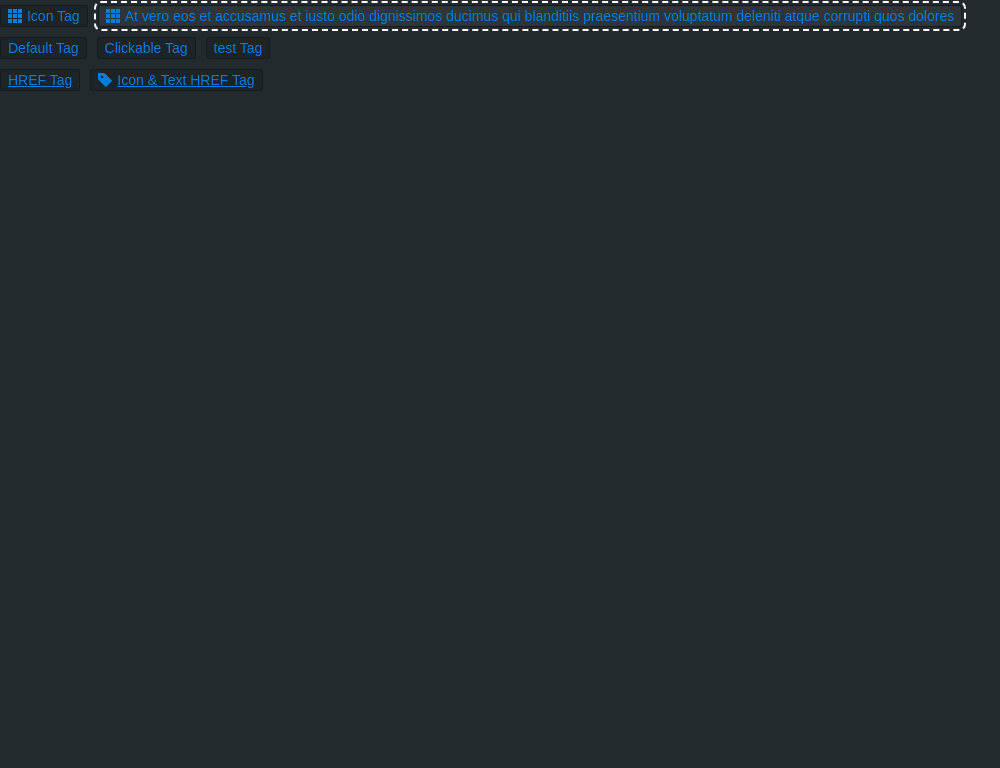 Icon Tag At vero eos et accusamus et iusto odio dignissimos ducimus qui blanditiis praesentium voluptatum deleniti atque corrupti quos dolores
Default Tag Clickable Tag test Tag
HREF Tag Icon & Text HREF Tag